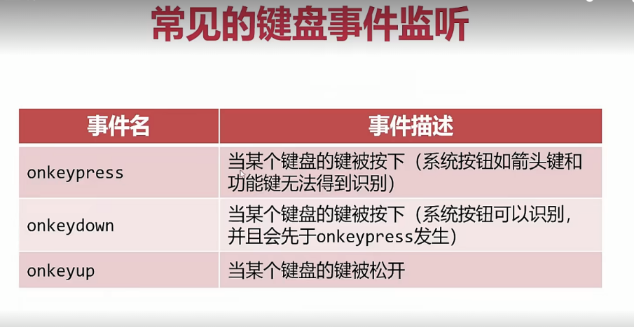 常见的键盘事件监听
事件名 事件描述
onkeypress 当某个键盘的键被按下（系统按钮如箭头键和
功能键无法得到识别）
onkeydown 当某个键盘的键被按下（系统按钮可以识别，
并且会先于onkeypress发生）
onkeyup 当某个键盘的键被松开